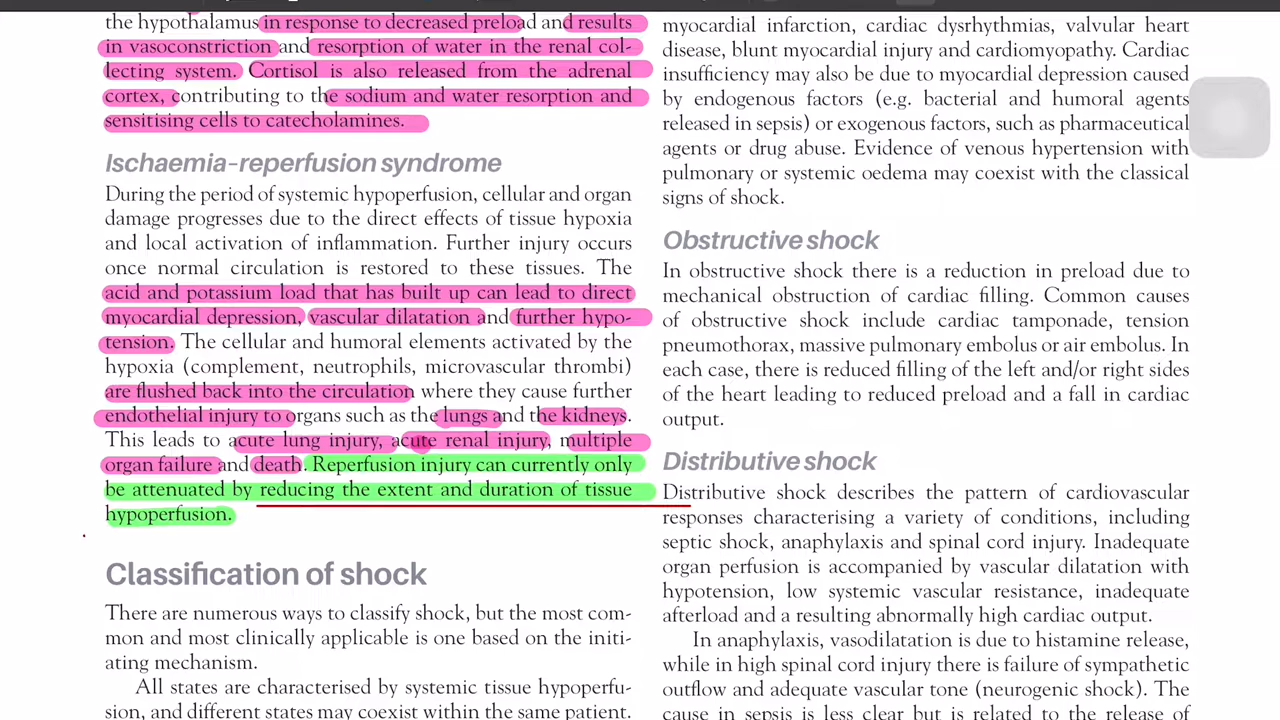 the hypothalamus in response to decreased preload and results
in vasoconstriction and resorption of water in the renal col-
lecting system. Cortisol is also released from the adrenal
cortex, contributing to the sodium and water resorption and
sensitising cells to catecholamines.
Ischaemia–reperfusion syndrome
During the period of systemic hypoperfusion, cellular and organ
damage progresses due to the direct effects of tissue hypoxia
and local activation of inflammation. Further injury occurs
once normal circulation is restored to these tissues. The
acid and potassium load that has built up can lead to direct
myocardial depression, vascular dilatation and further hypo-
tension. The cellular and humoral elements activated by the
hypoxia (complement, neutrophils, microvascular thrombi)
are flushed back into the circulation where they cause further
endothelial injury to organs such as the lungs and the kidneys.
This leads to acute lung injury, acute renal injury, multiple
organ failure and death. Reperfusion injury can currently only
be attenuated by reducing the extent and duration of tissue
hypoperfusion.
Classification of shock
There are numerous ways to classify shock, but the most com-
mon and most clinically applicable is one based on the initi-
ating mechanism.
All states are characterised by systemic tissue hypoperfu-
sion, and different states may coexist within the same patient.
myocardial infarction, cardiac dysrhythmias, valvular heart
disease, blunt myocardial injury and cardiomyopathy. Cardiac
insufficiency may also be due to myocardial depression caused
by endogenous factors (e.g. bacterial and humoral agents
released in sepsis) or exogenous factors, such as pharmaceutical
agents or drug abuse. Evidence of venous hypertension with
pulmonary or systemic oedema may coexist with the classical
signs of shock.
Obstructive shock
In obstructive shock there is a reduction in preload due to
mechanical obstruction of cardiac filling. Common causes
of obstructive shock include cardiac tamponade, tension
pneumothorax, massive pulmonary embolus or air embolus. In
each case, there is reduced filling of the left and/or right sides
of the heart leading to reduced preload and a fall in cardiac
output.
Distributive shock
Distributive shock describes the pattern of cardiovascular
responses characterising a variety of conditions, including
septic shock, anaphylaxis and spinal cord injury. Inadequate
organ perfusion is accompanied by vascular dilatation with
hypotension, low systemic vascular resistance, inadequate
afterload and a resulting abnormally high cardiac output.
In anaphylaxis, vasodilatation is due to histamine release,
while in high spinal cord injury there is failure of sympathetic
outflow and adequate vascular tone (neurogenic shock). The
cause in sepsis is less clear but is related to the release of